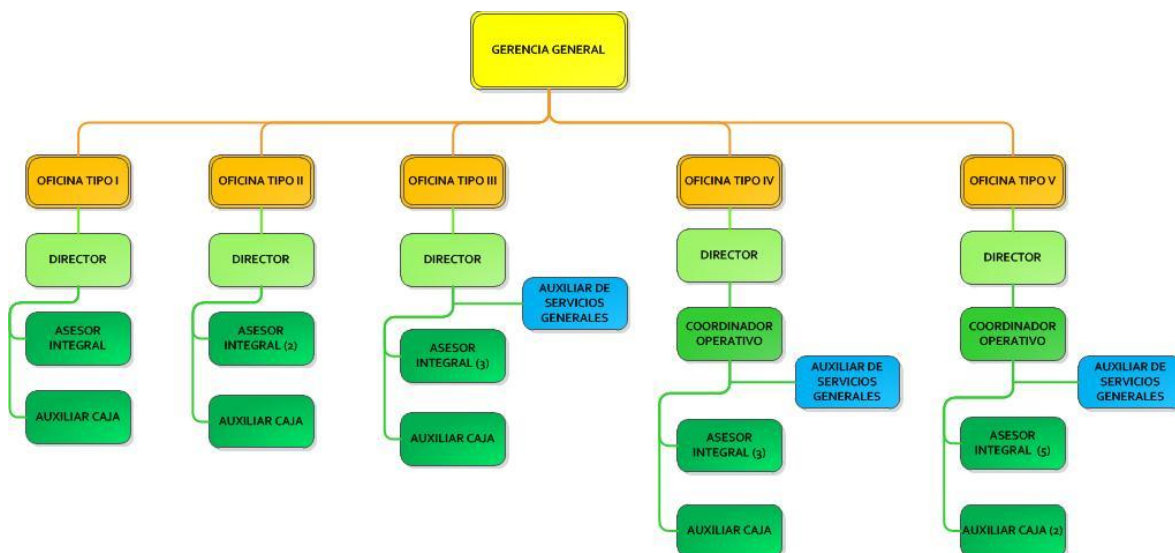 GERENCIA GENERAL
OFICINA TIPO I
OFICINA TIPO II
OFICINA TIPO III
OFICINA TIPO IV
OFICINA TIPO V
DIRECTOR
DIRECTOR
DIRECTOR
DIRECTOR
DIRECTOR
AUXILIAR DE
SERVICIOS
GENERALES
ASESOR
INTEGRAL
ASESOR
INTEGRAL (2)
ASESOR
INTEGRAL (3)
COORDINADOR
OPERATIVO
COORDINADOR
OPERATIVO
AUXILIAR DE
SERVICIOS
GENERALES
AUXILIAR DE
SERVICIOS
GENERALES
AUXILIAR CAJA
AUXILIAR CAJA
AUXILIAR CAJA
ASESOR
INTEGRAL (3)
ASESOR
INTEGRAL (5)
AUXILIAR CAJA
AUXILIAR CAJA (2)